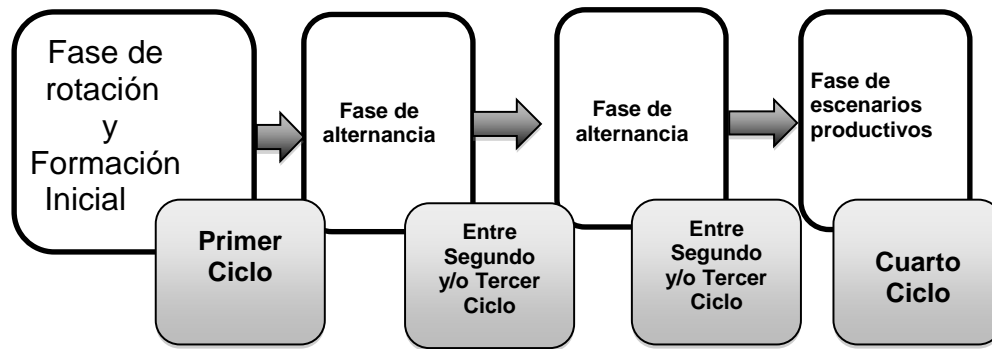 Fase de
rotación
y
Formación
Inicial
Primer
Ciclo
Fase de
alternancia
Entre
Segundo
y/o Tercer
Ciclo
Fase de
alternancia
Entre
Segundo
y/o Tercer
Ciclo
Fase de
escenarios
productivos
Cuarto
Ciclo